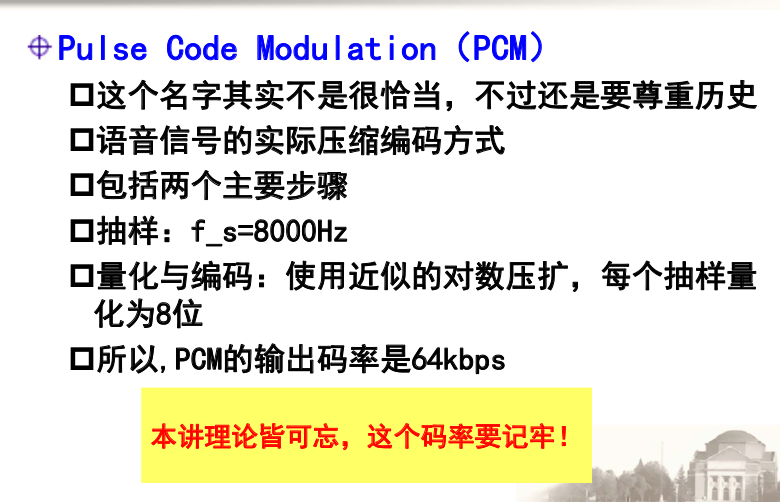 Pulse Code Modulation（PCM）
这个名字其实不是很恰当，不过还是要尊重历史
语音信号的实际压缩编码方式
包括两个主要步骤
抽样：f_s=8000Hz
量化与编码：使用近似的对数压扩，每个抽样量
化为8位
所以,PCM的输出码率是64kbps
本讲理论皆可忘，这个码率要记牢！